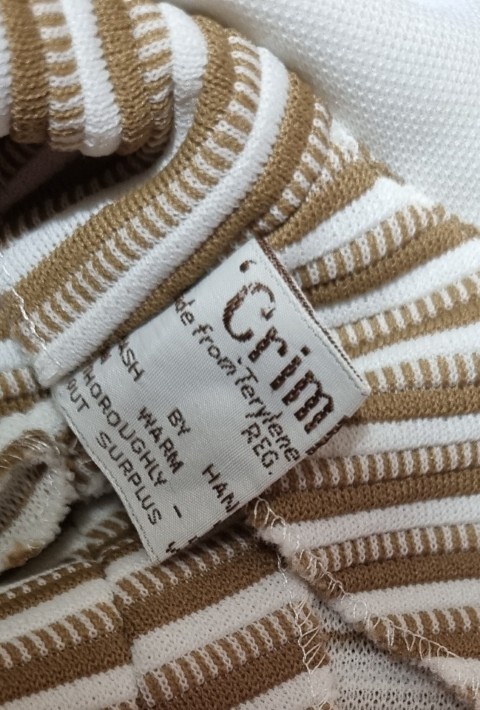 'Crim
de from 'Terylene
REG.
ASH BY HAN
WARM
HOROUGHLY -
OUT SURPLUS